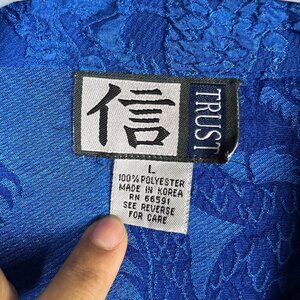 信
TRUST
L
100% POLYESTER
MADE IN KOREA
RN 66591
SEE REVERSE
FOR CARE